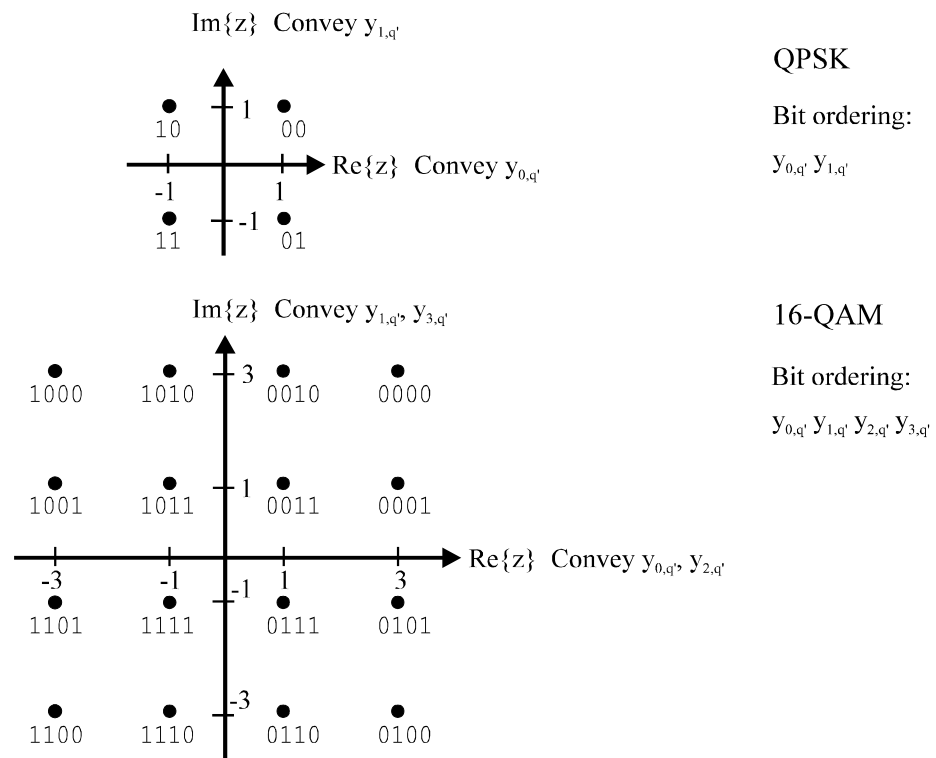 Im{z} Convey y1,q'
QPSK
1
10 00
Bit ordering:
Re{z} Convey y0,q'
y0,q' y1,q'
-1 1
-1
11 01
Im{z} Convey y1,q', y3,q'
16-QAM
3
1000 1010 0010 0000
Bit ordering:
y0,q' y1,q' y2,q' y3,q'
1
1001 1011 0011 0001
Re{z} Convey y0,q', y2,q'
-3 -1 1 3
-1
1101 1111 0111 0101
-3
1100 1110 0110 0100